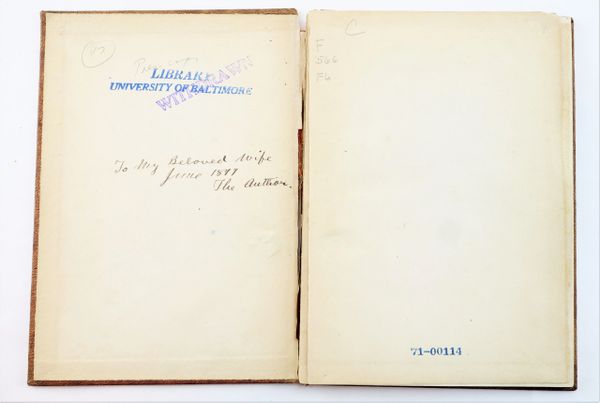 LIBRARY
UNIVERSITY OF BALTIMORE
WITHDRAWN
To My Beloved Wife
June 1897
The Author.
C
F
566
F6
71-00114